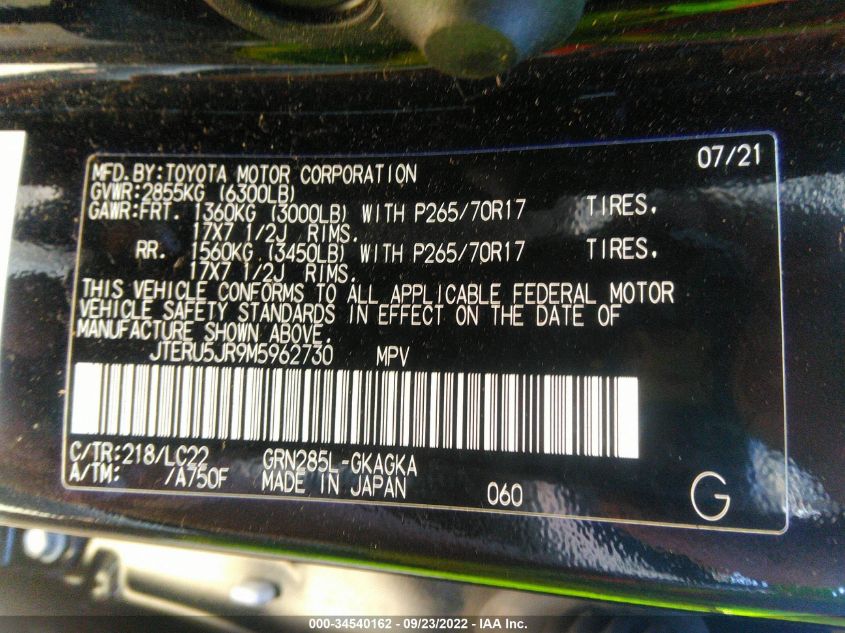 07/21
MFD.BY:TOYOTA MOTOR CORPORATION
GVWR:2855KG (6300LB)
GAWR:FRT. 1360KG (3000LB) WITH P265/70R17 TIRES,
17X7 1/2J RIMS.
RR. 1560KG (3450LB) WITH P265/70R17 TIRES,
17X7 1/2J RIMS.
THIS VEHICLE CONFORMS TO ALL APPLICABLE FEDERAL MOTOR
VEHICLE SAFETY STANDARDS IN EFFECT ON THE DATE OF
MANUFACTURE SHOWN ABOVE.
JTERU5JR9M5962730 MPV
C/TR:218/LC22 GRN285L-GKAGKA
A/TM: /A750F MADE IN JAPAN 060 G
000-34540162 - 09/23/2022 - IAA Inc.